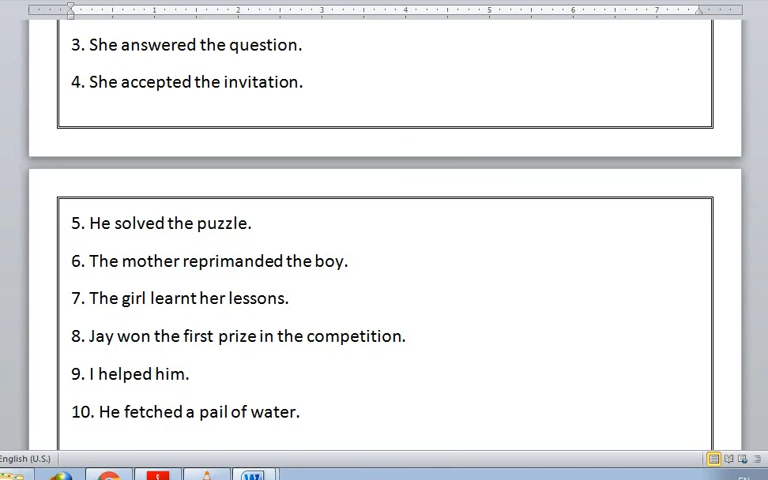 3. She answered the question.
4. She accepted the invitation.
5. He solved the puzzle.
6. The mother reprimanded the boy.
7. The girl learnt her lessons.
8. Jay won the first prize in the competition.
9. I helped him.
10. He fetched a pail of water.
English (U.S.)